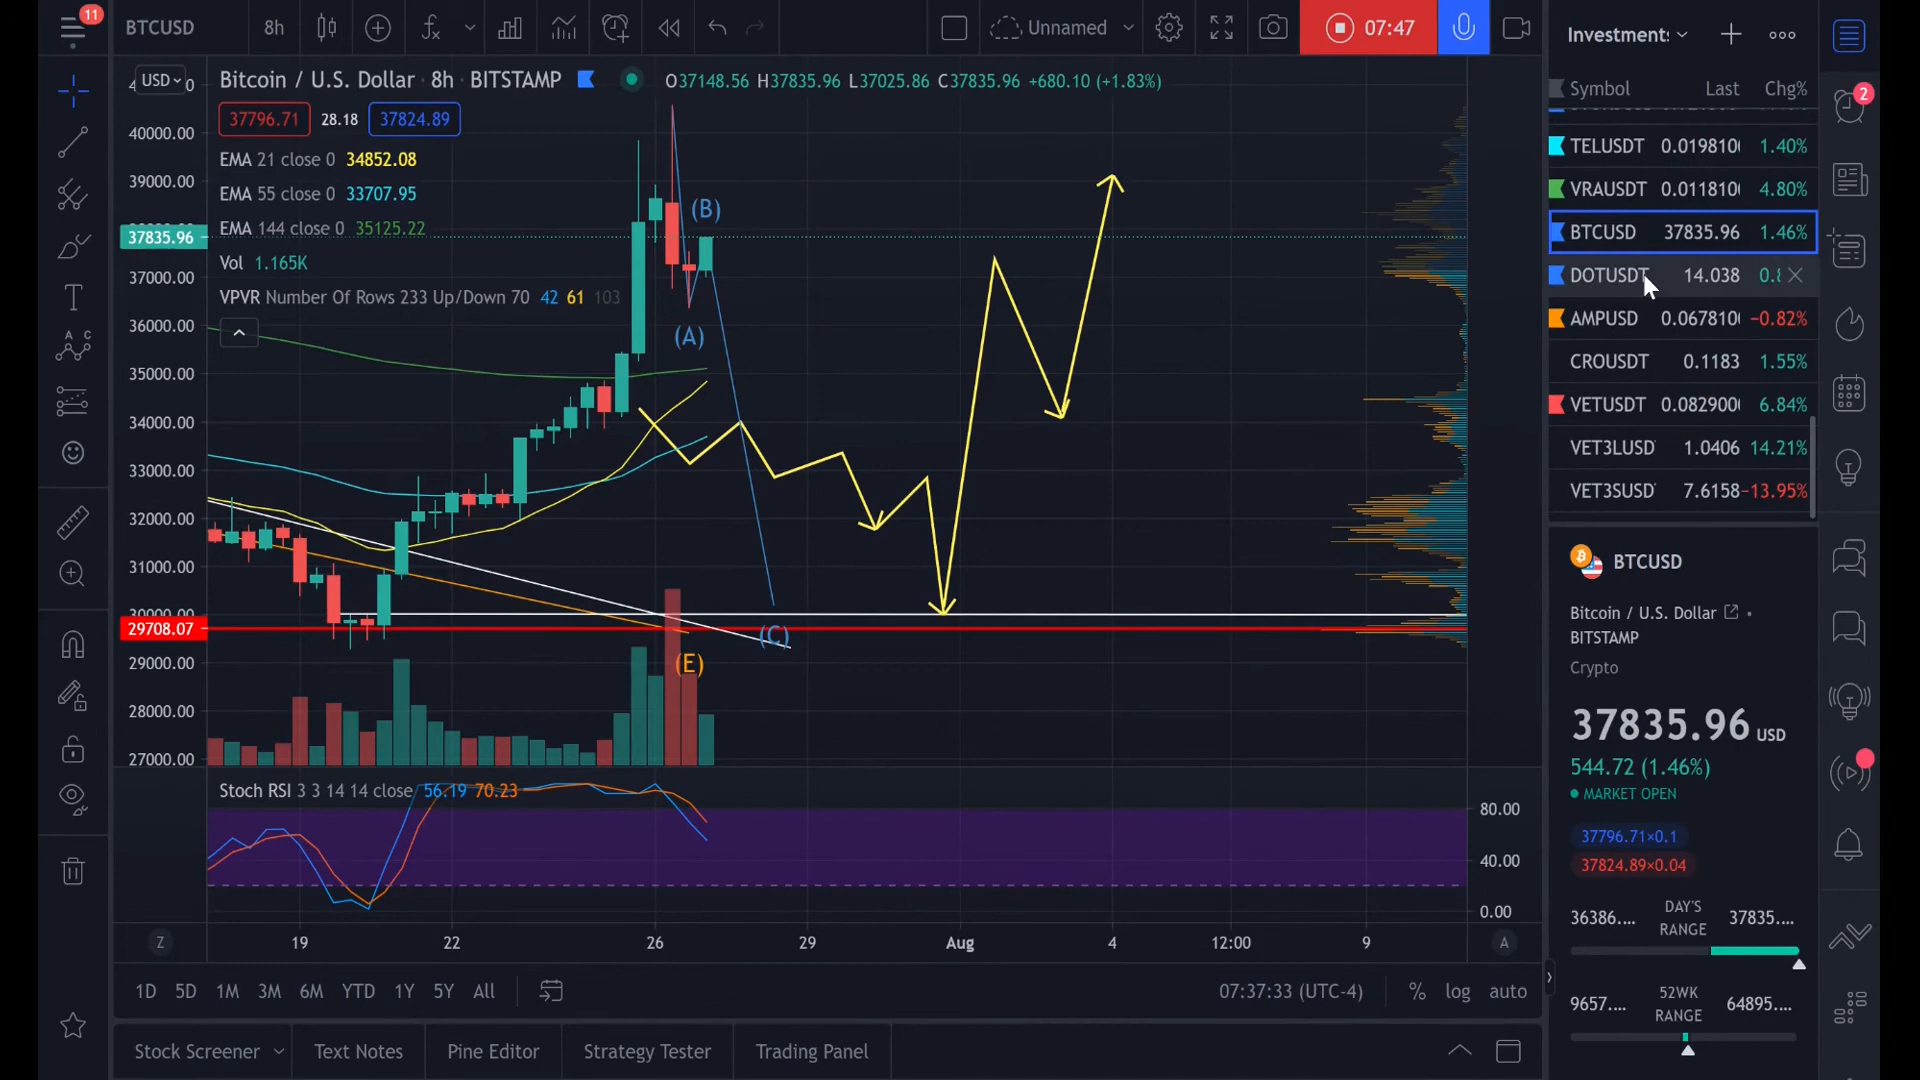 11
BTCUSD
8h
Unnamed
07:47
Investment:
USD
Bitcoin / U.S. Dollar · 8h · BITSTAMP
O37148.56 H37835.96 L37025.86 C37835.96 +680.10 (+1.83%)
37796.71
28.18
37824.89
EMA 21 close 0 34852.08
EMA 55 close 0 33707.95
EMA 144 close 0 35125.22
Vol 1.165K
VPVR Number Of Rows 233 Up/Down 70 42 61 103
40000.00
39000.00
37835.96
37000.00
36000.00
35000.00
34000.00
33000.00
32000.00
31000.00
30000.00
29708.07
29000.00
28000.00
27000.00
(B)
(A)
(C)
(E)
Stoch RSI 3 3 14 14 close 56.19 70.23
80.00
40.00
0.00
Z
19
22
26
29
Aug
4
12:00
9
A
1D
5D
1M
3M
6M
YTD
1Y
5Y
All
07:37:33 (UTC-4)
%
log
auto
Stock Screener
Text Notes
Pine Editor
Strategy Tester
Trading Panel
Symbol Last Chg%
TELUSDT 0.019810 1.40%
VRAUSDT 0.011810 4.80%
BTCUSD 37835.96 1.46%
DOTUSDT 14.038 0.8
AMPUSD 0.067810 −0.82%
CROUSDT 0.1183 1.55%
VETUSDT 0.082900 6.84%
VET3LUSD 1.0406 14.21%
VET3SUSD 7.6158 −13.95%
BTCUSD
Bitcoin / U.S. Dollar
BITSTAMP
Crypto
37835.96 USD
544.72 (1.46%)
MARKET OPEN
37796.71×0.1
37824.89×0.04
36386.... DAY'S RANGE 37835....
9657.... 52WK RANGE 64895....
2
A C
B